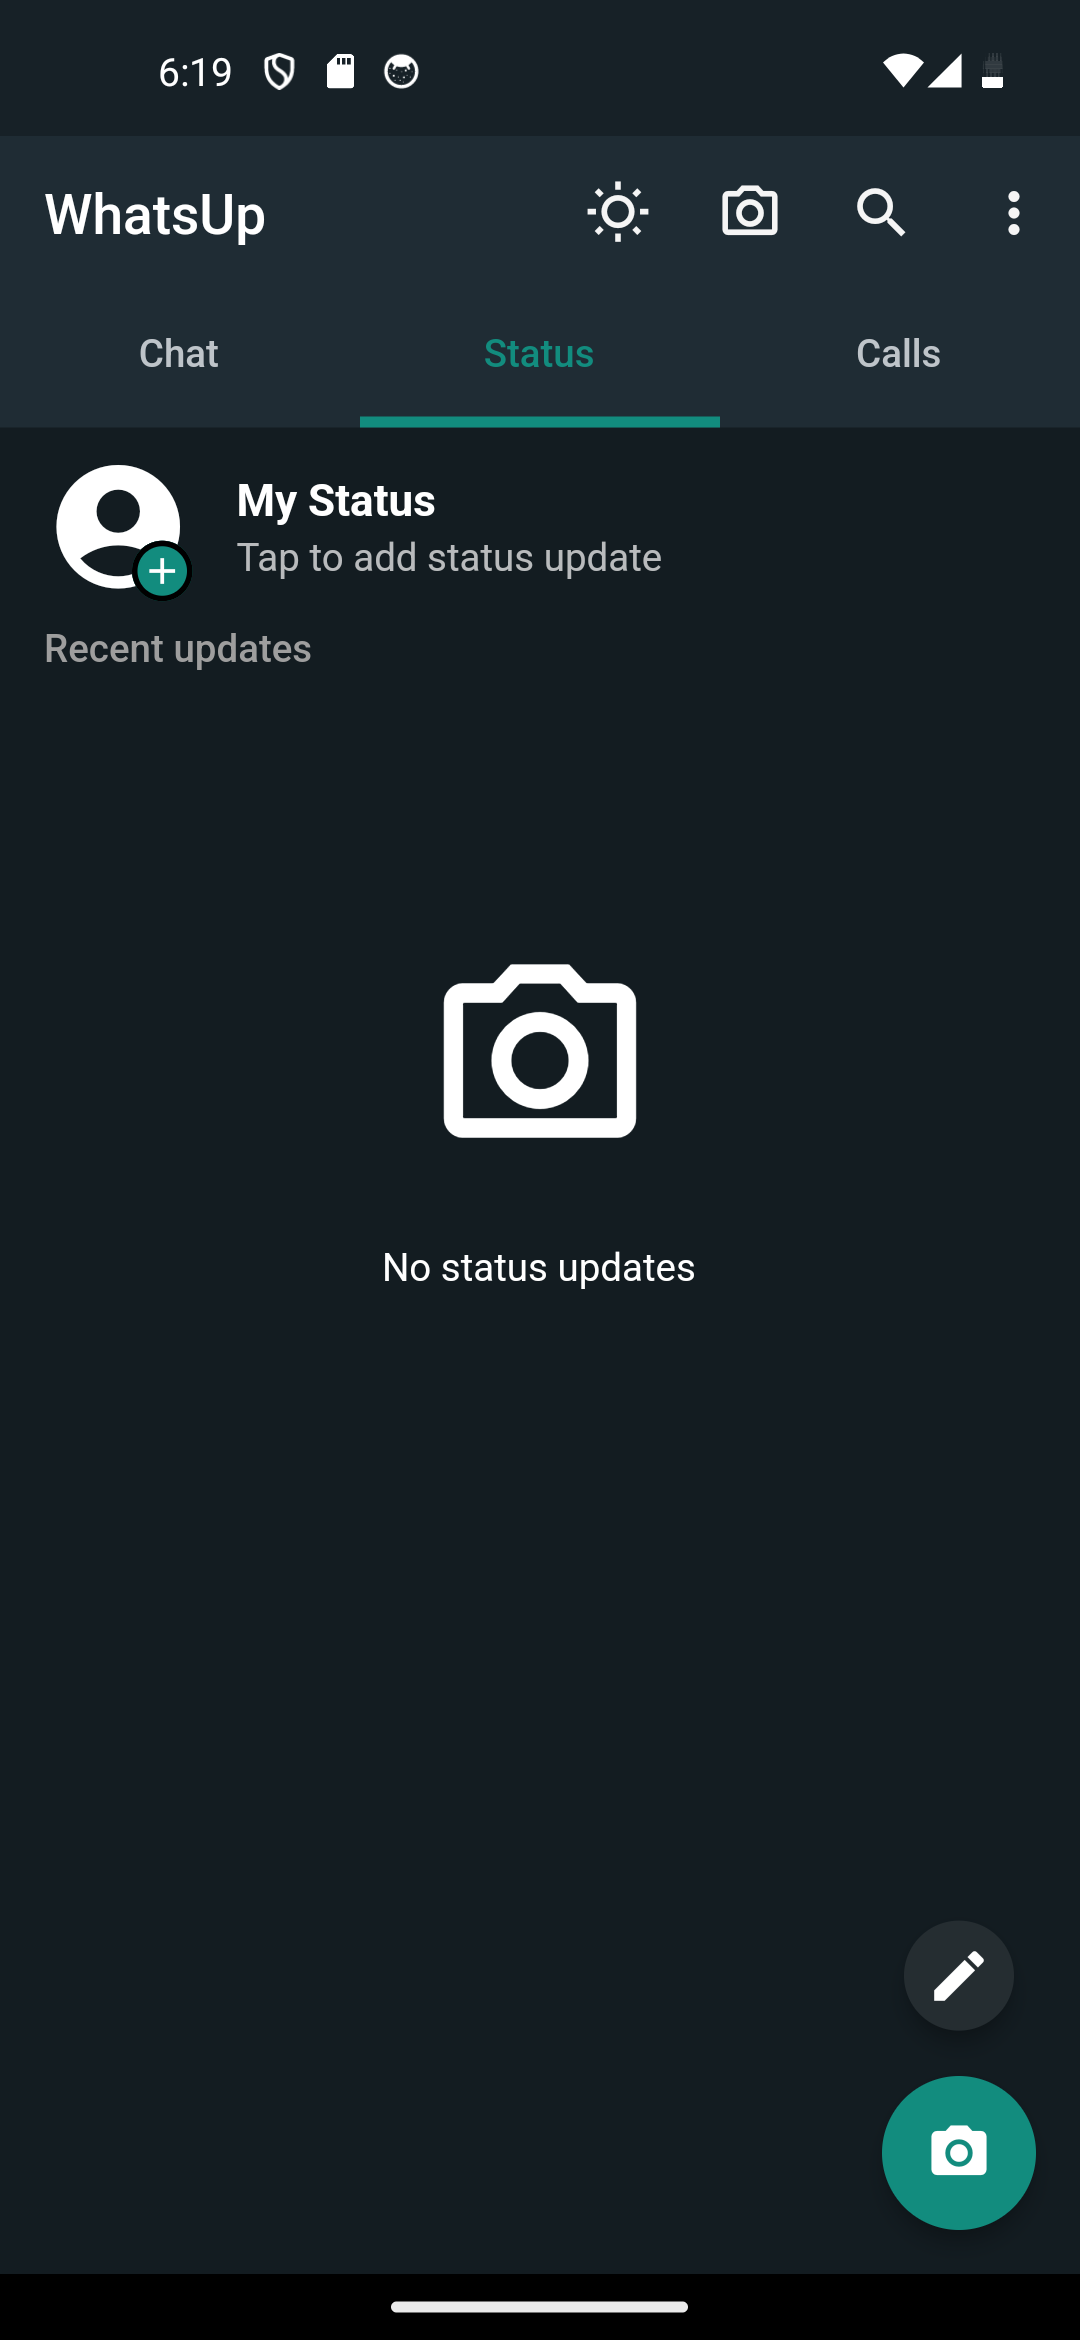 6:19
WhatsUp
Chat
Status
Calls
My Status
Tap to add status update
Recent updates
No status updates